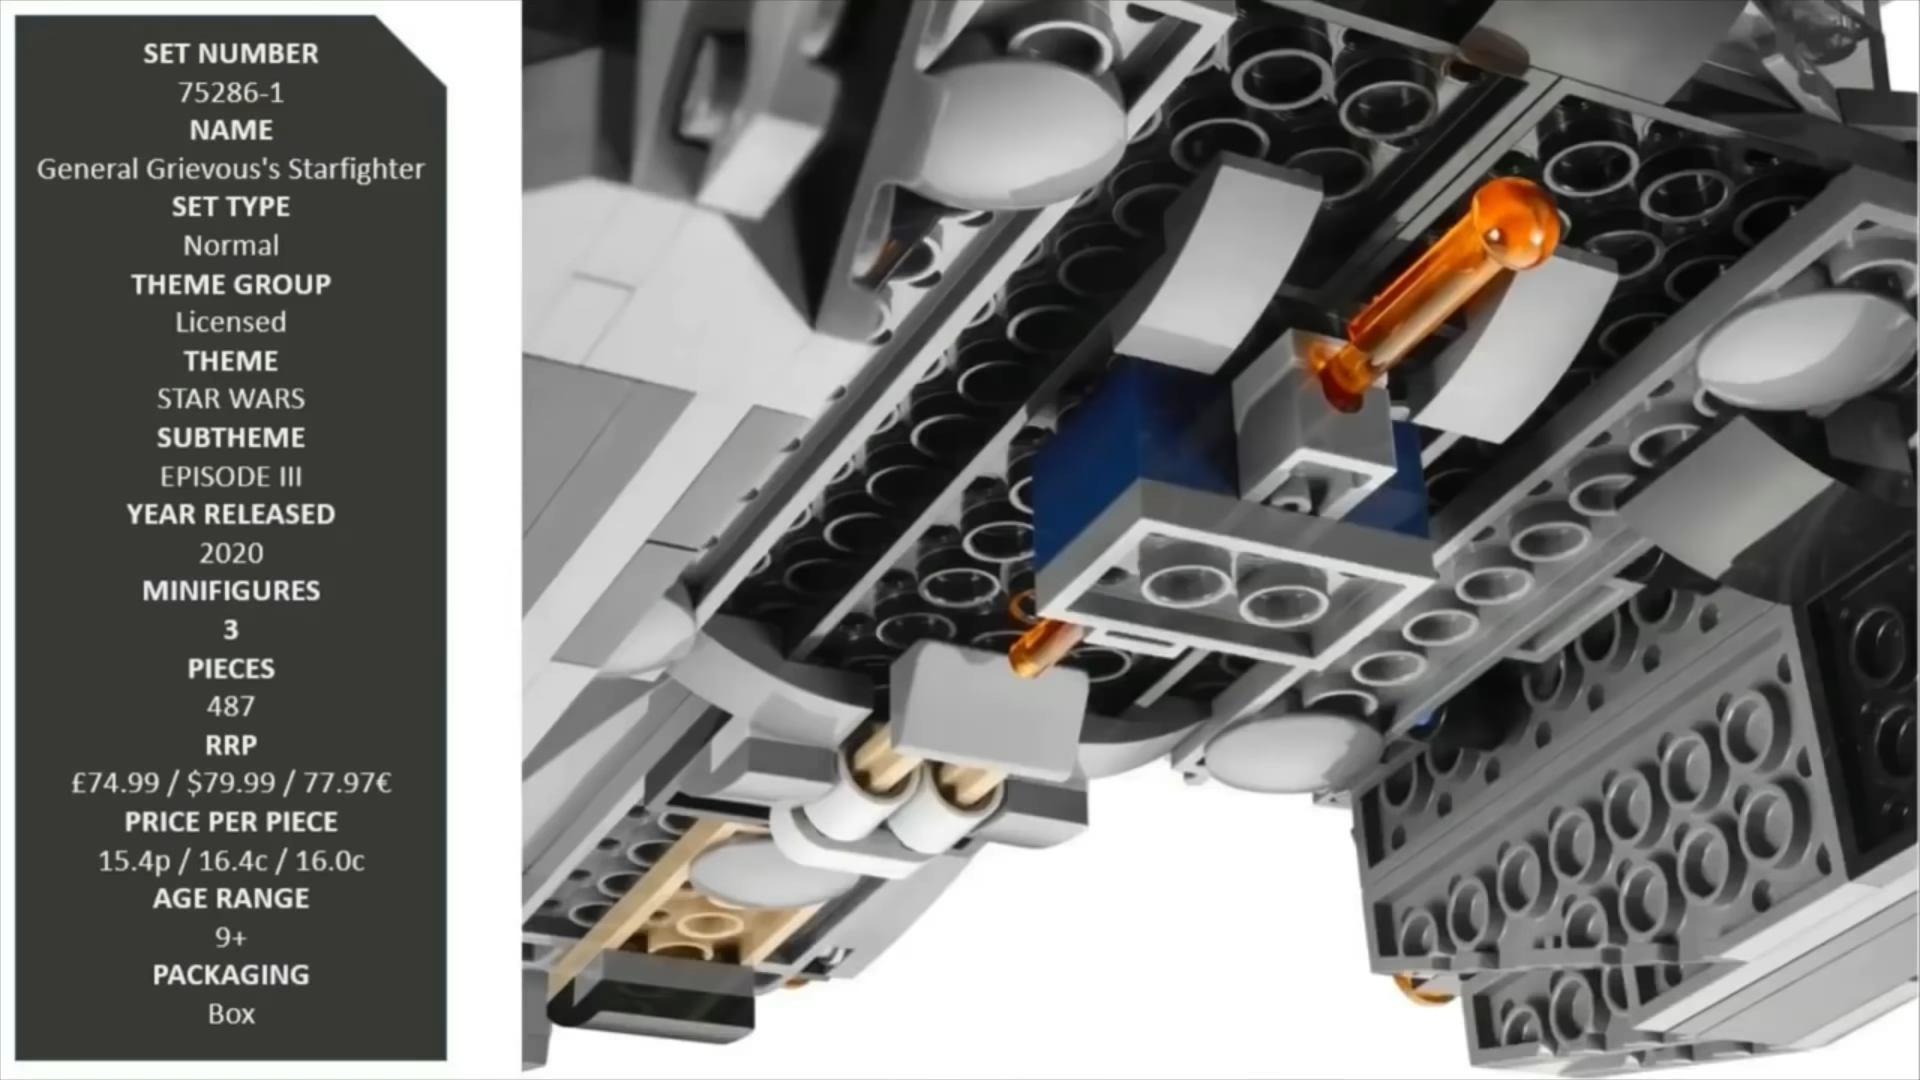 SET NUMBER
75286-1
NAME
General Grievous's Starfighter
SET TYPE
Normal
THEME GROUP
Licensed
THEME
STAR WARS
SUBTHEME
EPISODE III
YEAR RELEASED
2020
MINIFIGURES
3
PIECES
487
RRP
£74.99 / $79.99 / 77.97€
PRICE PER PIECE
15.4p / 16.4c / 16.0c
AGE RANGE
9+
PACKAGING
Box